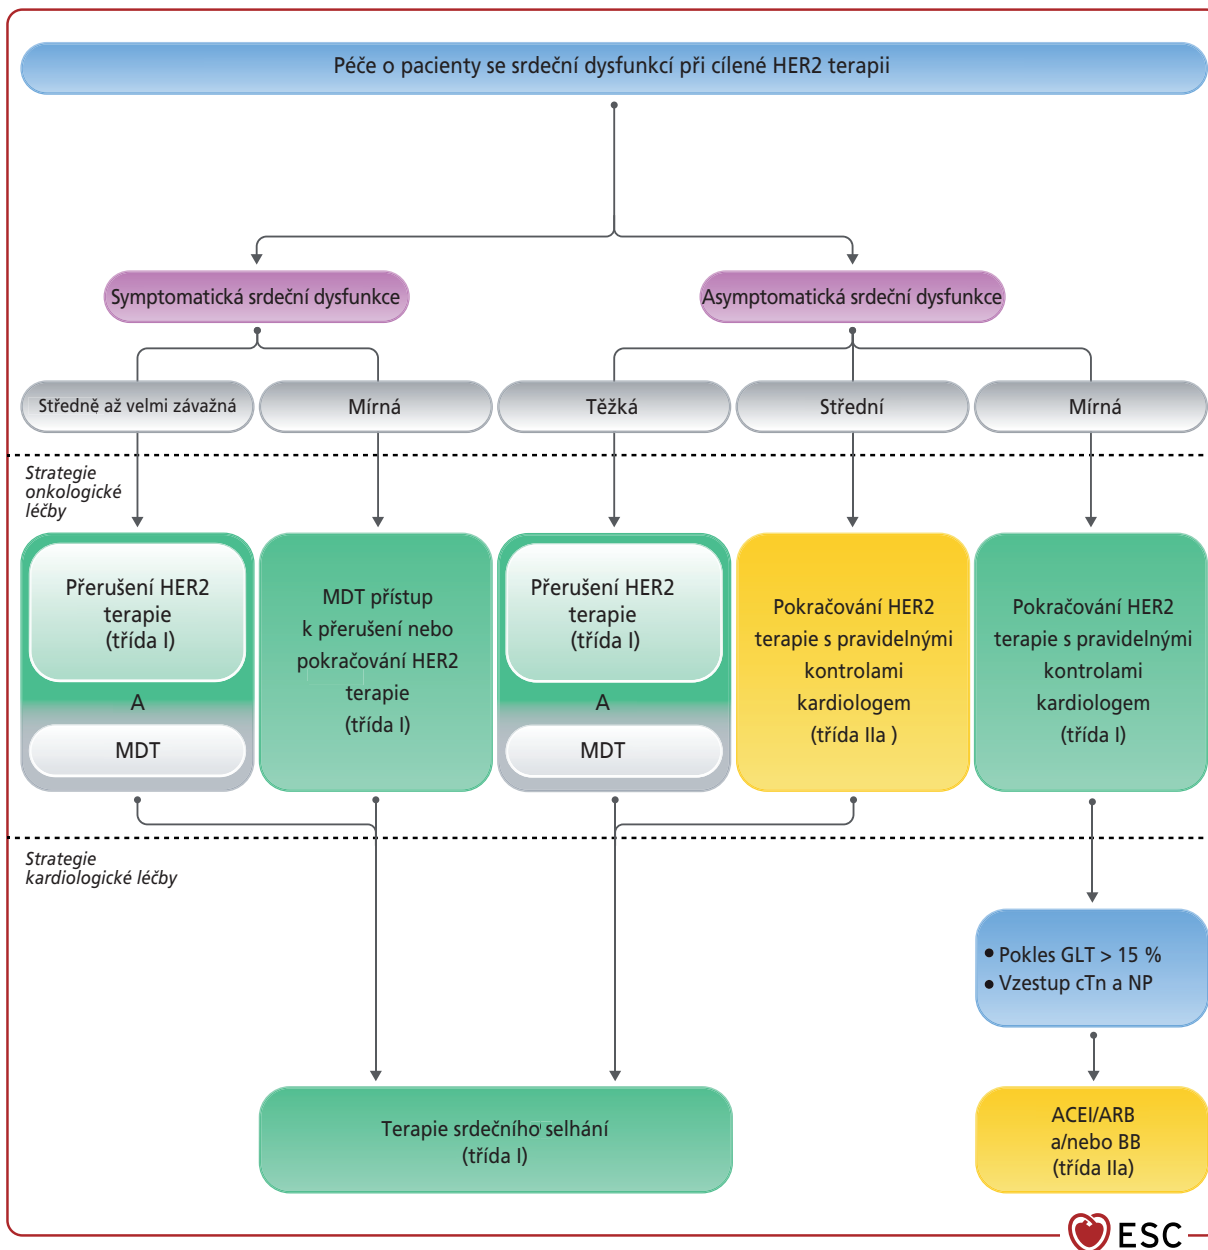 Péče o pacienty se srdeční dysfunkcí při cílené HER2 terapii
Symptomatická srdeční dysfunkce
Asymptomatická srdeční dysfunkce
Středně až velmi závažná
Mírná
Těžká
Střední
Mírná
Strategie
onkologické
léčby
Přerušení HER2
terapie
(třída I)
A
MDT
MDT přístup
k přerušení nebo
pokračování HER2
terapie
(třída I)
Přerušení HER2
terapie
(třída I)
A
MDT
Pokračování HER2
terapie s pravidelnými
kontrolami
kardiologem
(třída IIa )
Pokračování HER2
terapie s pravidelnými
kontrolami
kardiologem
(třída I)
Strategie
kardiologické léčby
• Pokles GLT > 15 %
• Vzestup cTn a NP
Terapie srdečního selhání
(třída I)
ACEI/ARB
a/nebo BB
(třída IIa)
ESC